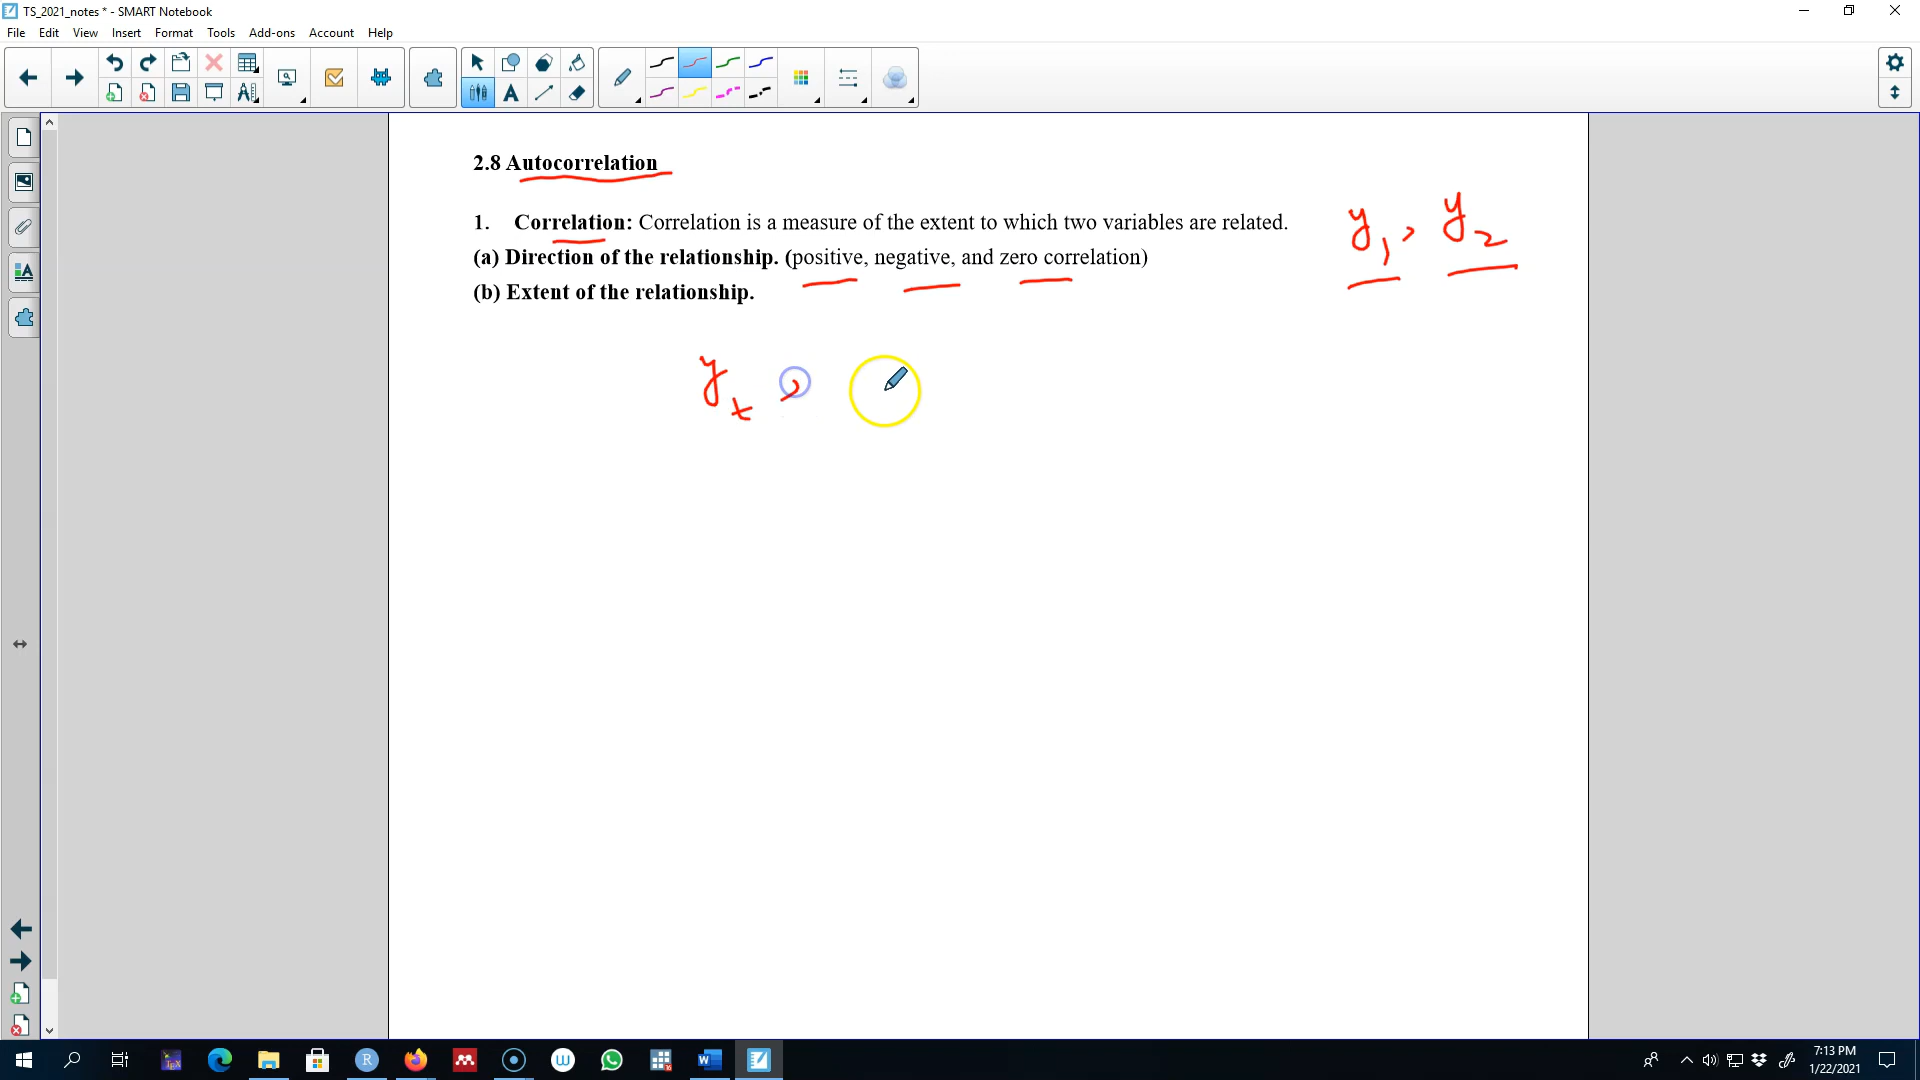 TS_2021_notes * - SMART Notebook
File Edit View Insert Format Tools Add-ons Account Help
2.8 Autocorrelation
1. Correlation: Correlation is a measure of the extent to which two variables are related.
y1, y2
(a) Direction of the relationship. (positive, negative, and zero correlation)
(b) Extent of the relationship.
yt,
7:13 PM
1/22/2021